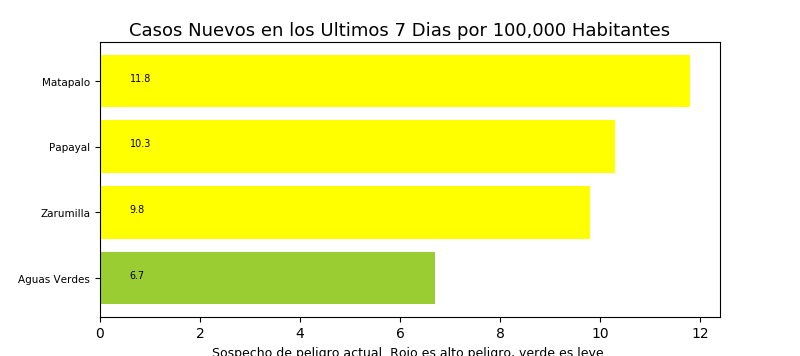 Casos Nuevos en los Ultimos 7 Dias por 100,000 Habitantes
Matapalo 11.8
Papayal 10.3
Zarumilla 9.8
Aguas Verdes 6.7
0 2 4 6 8 10 12
Sospecho de peligro actual. Rojo es alto peligro, verde es leve